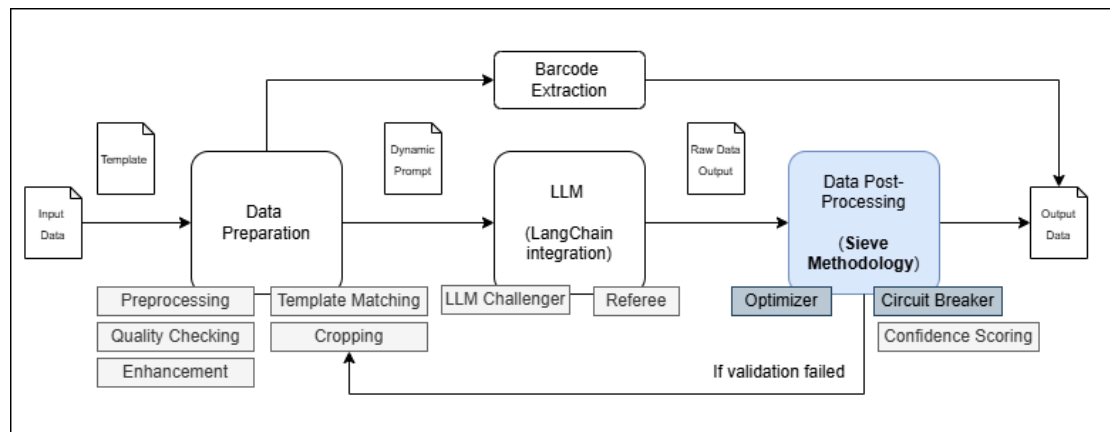 Barcode
Extraction
Template
Dynamic
Prompt
Raw Data
Output
Input
Data
Data
Preparation
LLM
(LangChain
integration)
Data Post-
Processing
(Sieve
Methodology)
Output
Data
Preprocessing
Template Matching
LLM Challenger
Referee
Optimizer
Circuit Breaker
Quality Checking
Cropping
Confidence Scoring
Enhancement
If validation failed